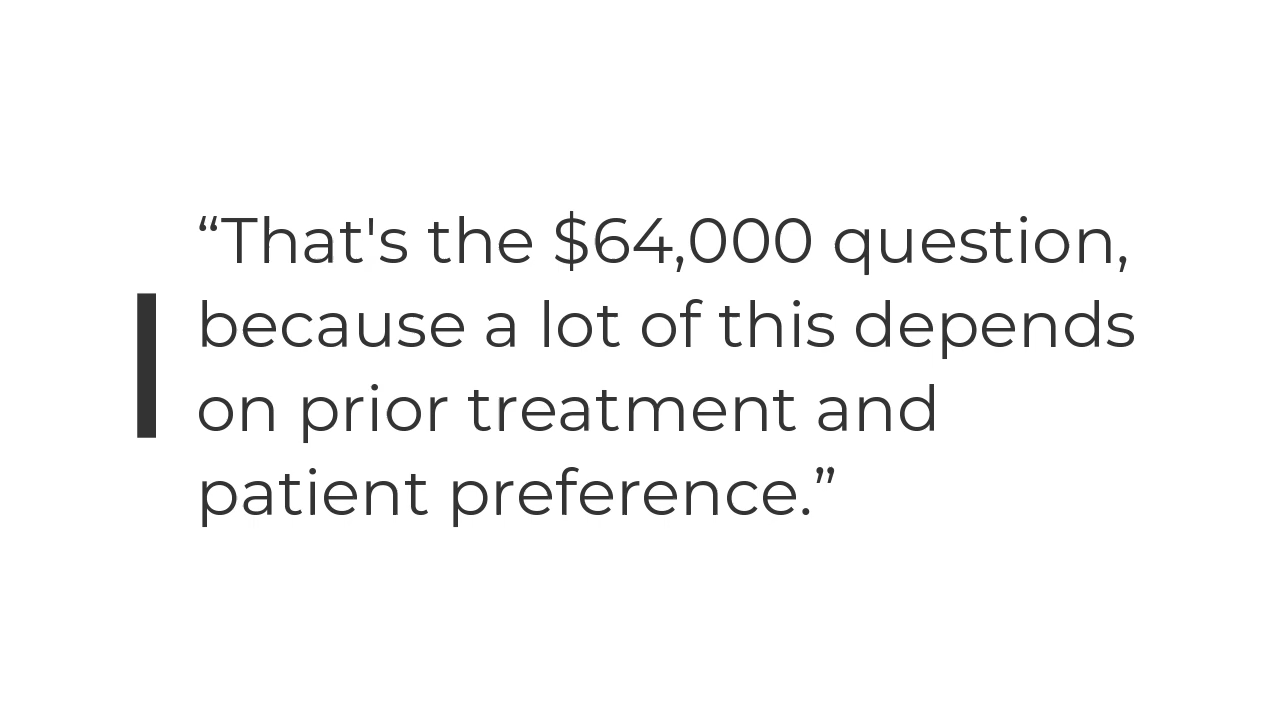 “That's the $64,000 question,
because a lot of this depends
on prior treatment and
patient preference.”